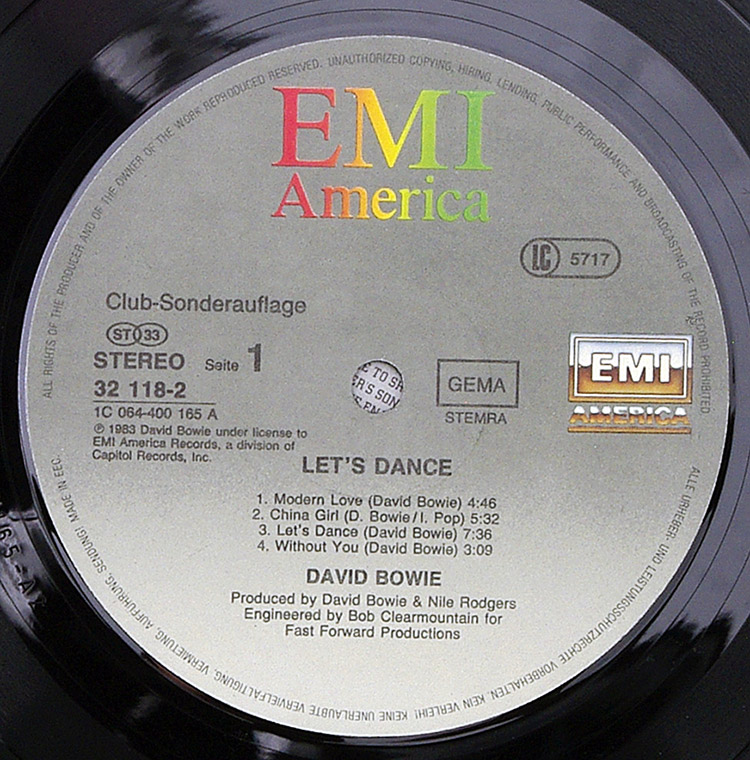 ALL RIGHTS OF THE PRODUCER AND OF THE OWNER OF THE WORK REPRODUCED RESERVED. UNAUTHORIZED COPYING, HIRING, LENDING, PUBLIC PERFORMANCE AND BROADCASTING OF THE RECORD PROHIBITED
EMI
America
LC 5717
Club-Sonderauflage
ST 33
STEREO Seite 1
32 118-2
1C 064-400 165 A
℗ 1983 David Bowie under license to
EMI America Records, a division of
Capitol Records, Inc.
E TO
GEMA
STEMRA
EMI
AMERICA
LET'S DANCE
1. Modern Love (David Bowie) 4:46
2. China Girl (D. Bowie/I. Pop) 5:32
3. Let's Dance (David Bowie) 7:36
4. Without You (David Bowie) 3:09
DAVID BOWIE
Produced by David Bowie & Nile Rodgers
Engineered by Bob Clearmountain for
Fast Forward Productions
ALLE URHEBER- UND LEISTUNGSSCHUTZRECHTE VORBEHALTEN. KEIN VERLEIH! KEINE UNERLAUBTE VERVIELFÄLTIGUNG, VERMIETUNG, AUFFÜHRUNG, SENDUNG! MADE IN EEC.